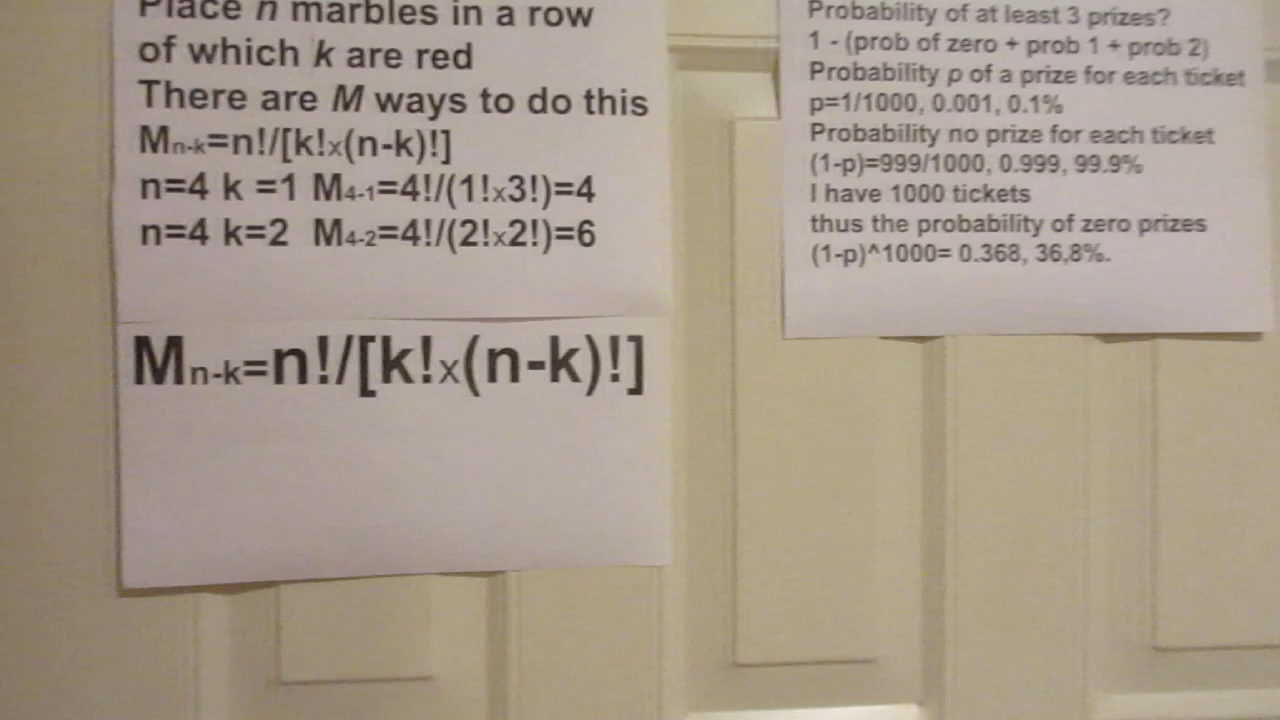 Place n marbles in a row
of which k are red
There are M ways to do this
Mn-k=n!/[k!x(n-k)!]
n=4 k =1 M4-1=4!/(1!x3!)=4
n=4 k=2 M4-2=4!/(2!x2!)=6
Mn-k=n!/[k!x(n-k)!]
Probability of at least 3 prizes?
1 - (prob of zero + prob 1 + prob 2)
Probability p of a prize for each ticket
p=1/1000, 0.001, 0.1%
Probability no prize for each ticket
(1-p)=999/1000, 0.999, 99.9%
I have 1000 tickets
thus the probability of zero prizes
(1-p)^1000= 0.368, 36,8%.